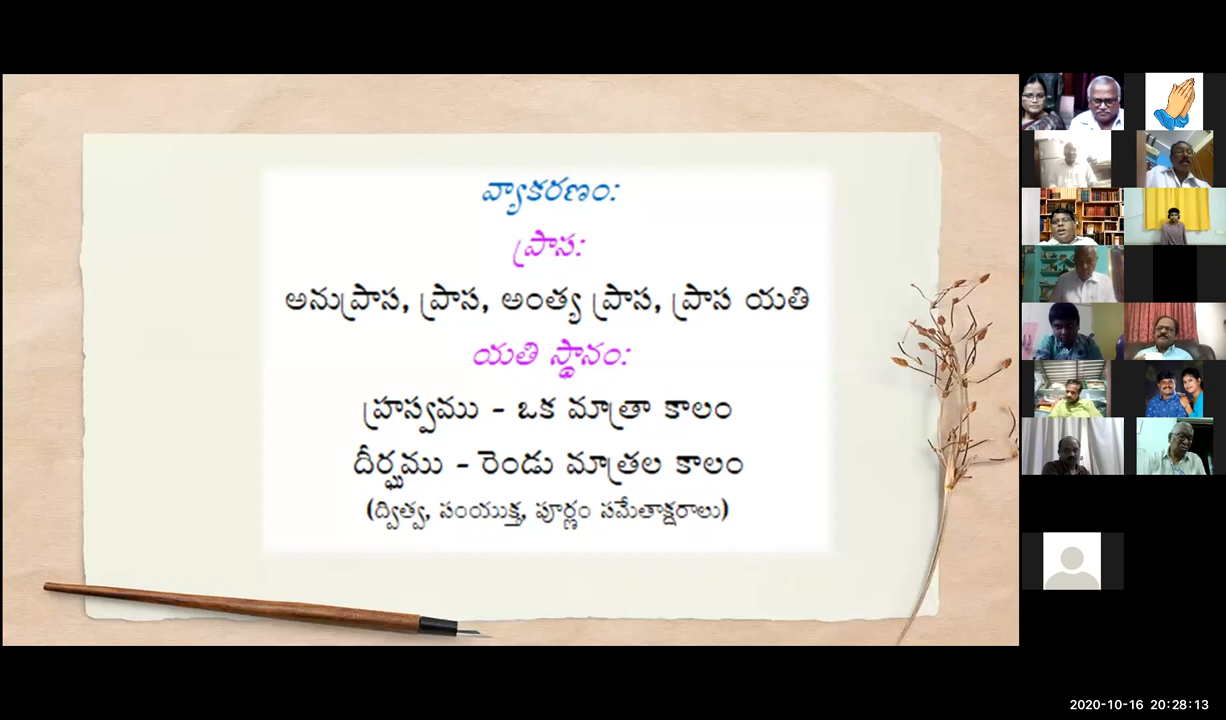 వ్యాకరణం:
ప్రాస:
అనుప్రాస, ప్రాస, అంత్య ప్రాస, ప్రాస యతి
యతి స్థానం:
హ్రస్వము - ఒక మాత్రా కాలం
దీర్ఘము - రెండు మాత్రల కాలం
(ద్విత్వ, సంయుక్త, పూర్ణం సమేతాక్షరాలు)
2020-10-16 20:28:13